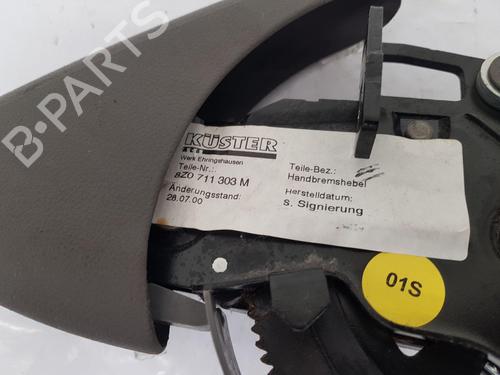 B-PARTS
KÜSTER
Werk Ehringshausen
Teile-Nr.:
8Z0 711 303 M
Änderungsstand:
28.07.00
Teile-Bez.:
Handbremshebel
Herstelldatum:
s. Signierung
01S